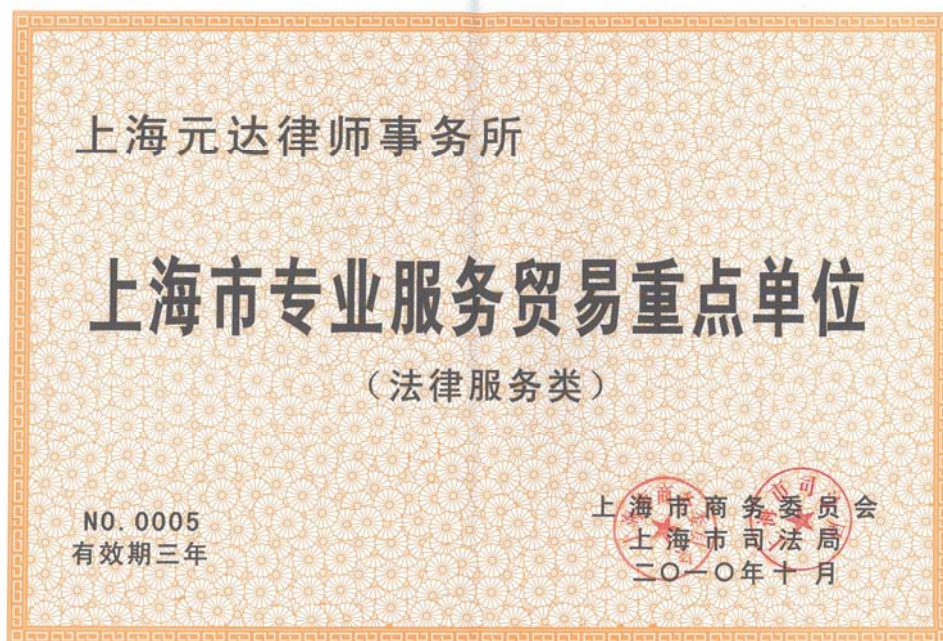 上海元达律师事务所
上海市专业服务贸易重点单位
（法律服务类）
NO. 0005
有效期三年
上海市商务委员会
上海市司法局
二〇一〇年十月